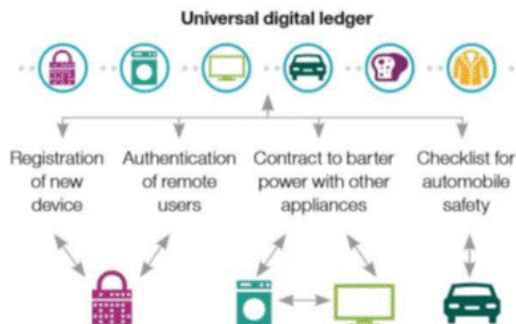 Universal digital ledger
Registration
of new
device
Authentication
of remote
users
Contract to barter
power with other
appliances
Checklist for
automobile
safety